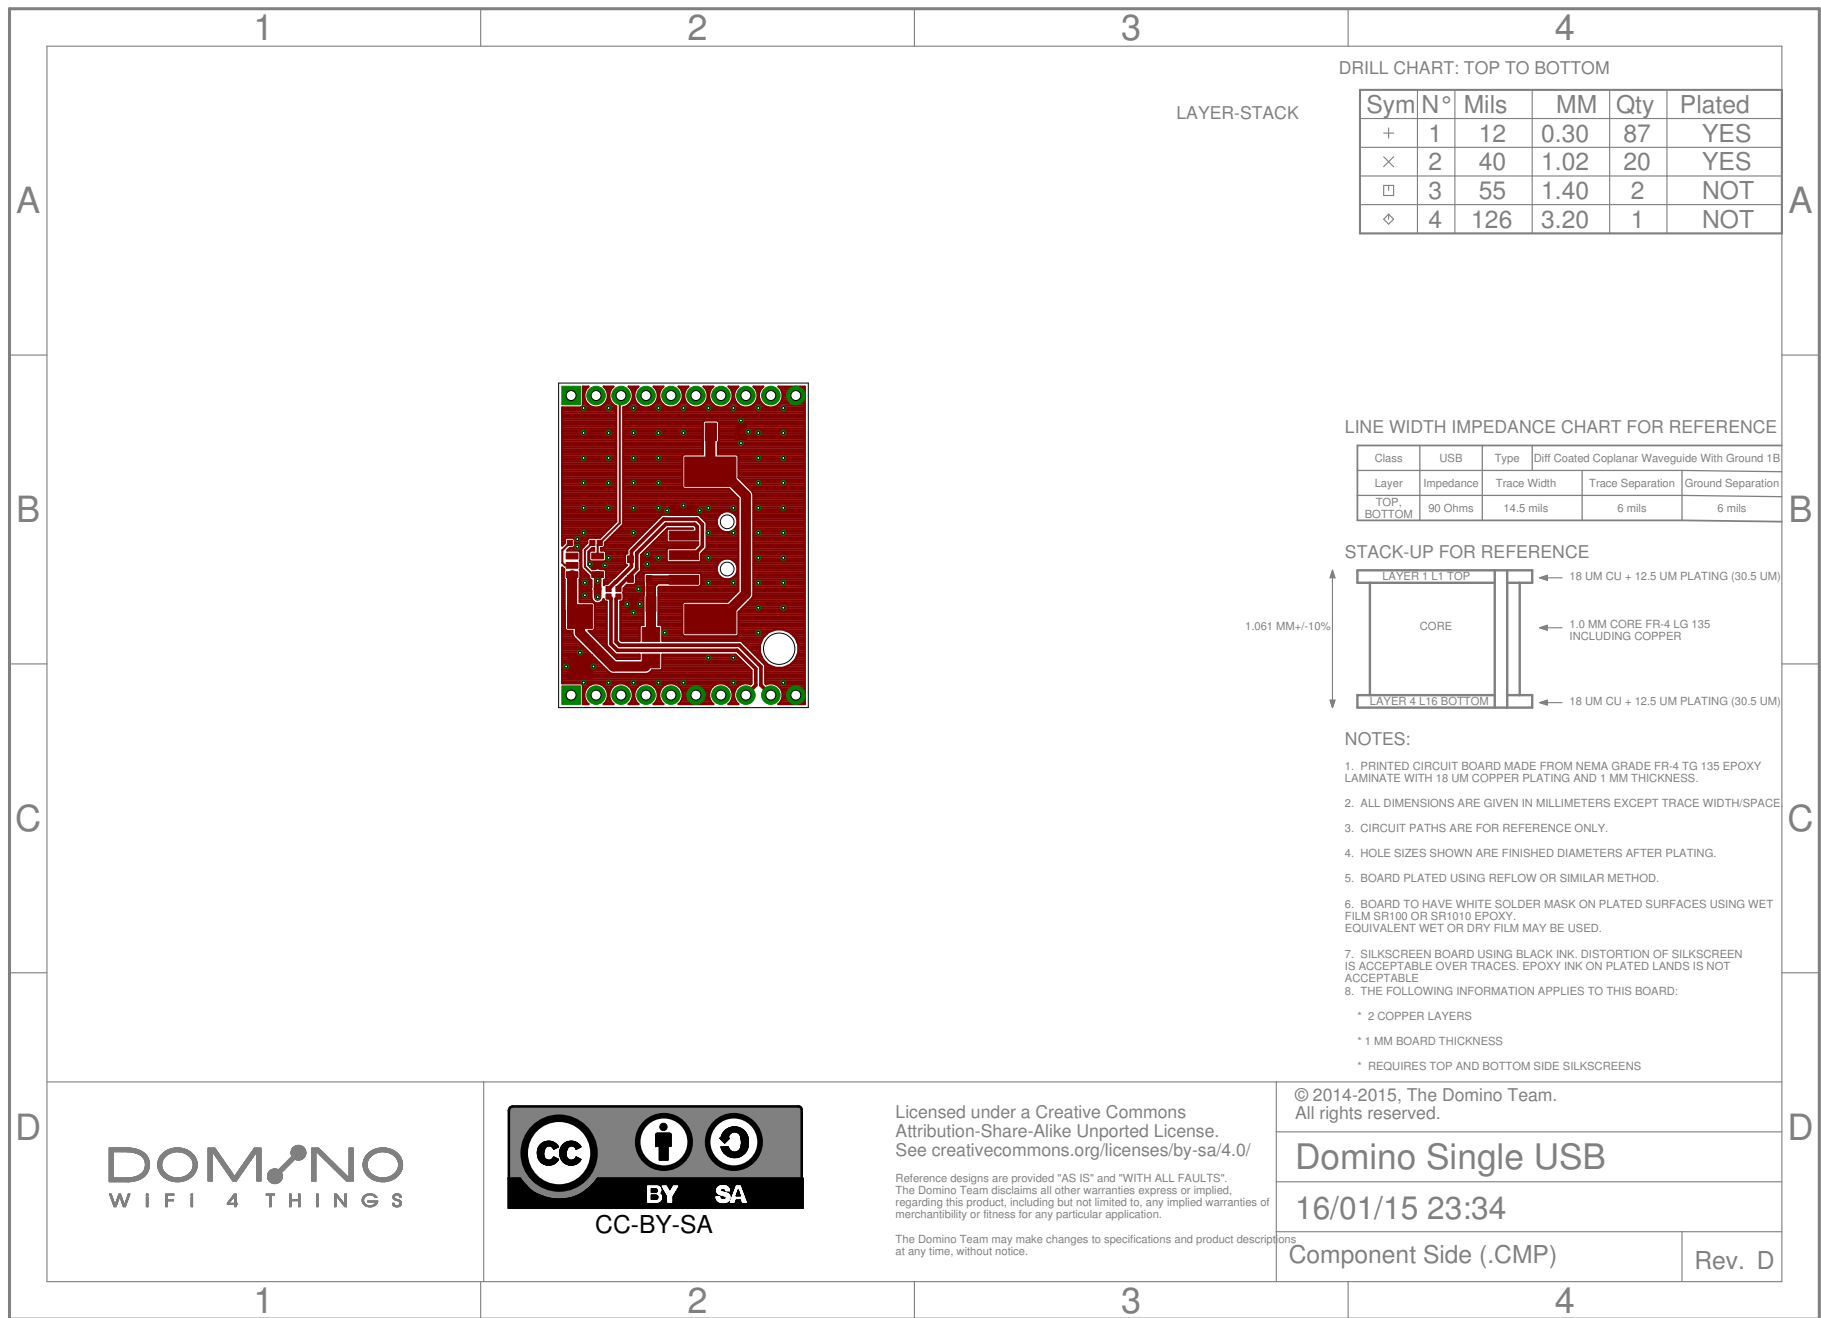 1 2 3 4
DRILL CHART: TOP TO BOTTOM
LAYER-STACK
Sym N° Mils MM Qty Plated
+ 1 12 0.30 87 YES
× 2 40 1.02 20 YES
3 55 1.40 2 NOT
4 126 3.20 1 NOT
A A
LINE WIDTH IMPEDANCE CHART FOR REFERENCE
Class USB Type Diff Coated Coplanar Waveguide With Ground 1B
Layer Impedance Trace Width Trace Separation Ground Separation
TOP, BOTTOM 90 Ohms 14.5 mils 6 mils 6 mils
B B
STACK-UP FOR REFERENCE
LAYER 1 L1 TOP 18 UM CU + 12.5 UM PLATING (30.5 UM)
1.061 MM+/-10% CORE 1.0 MM CORE FR-4 LG 135
INCLUDING COPPER
LAYER 4 L16 BOTTOM 18 UM CU + 12.5 UM PLATING (30.5 UM)
NOTES:
1. PRINTED CIRCUIT BOARD MADE FROM NEMA GRADE FR-4 TG 135 EPOXY
LAMINATE WITH 18 UM COPPER PLATING AND 1 MM THICKNESS.
2. ALL DIMENSIONS ARE GIVEN IN MILLIMETERS EXCEPT TRACE WIDTH/SPACE
C C
3. CIRCUIT PATHS ARE FOR REFERENCE ONLY.
4. HOLE SIZES SHOWN ARE FINISHED DIAMETERS AFTER PLATING.
5. BOARD PLATED USING REFLOW OR SIMILAR METHOD.
6. BOARD TO HAVE WHITE SOLDER MASK ON PLATED SURFACES USING WET
FILM SR100 OR SR1010 EPOXY.
EQUIVALENT WET OR DRY FILM MAY BE USED.
7. SILKSCREEN BOARD USING BLACK INK. DISTORTION OF SILKSCREEN
IS ACCEPTABLE OVER TRACES. EPOXY INK ON PLATED LANDS IS NOT
ACCEPTABLE
8. THE FOLLOWING INFORMATION APPLIES TO THIS BOARD:
* 2 COPPER LAYERS
* 1 MM BOARD THICKNESS
* REQUIRES TOP AND BOTTOM SIDE SILKSCREENS
D D
DOMINO
WIFI 4 THINGS
cc
BY SA
CC-BY-SA
Licensed under a Creative Commons
Attribution-Share-Alike Unported License.
See creativecommons.org/licenses/by-sa/4.0/
Reference designs are provided "AS IS" and "WITH ALL FAULTS".
The Domino Team disclaims all other warranties express or implied,
regarding this product, including but not limited to, any implied warranties of
merchantibility or fitness for any particular application.
The Domino Team may make changes to specifications and product descriptions
at any time, without notice.
© 2014-2015, The Domino Team.
All rights reserved.
Domino Single USB
16/01/15 23:34
Component Side (.CMP) Rev. D
1 2 3 4